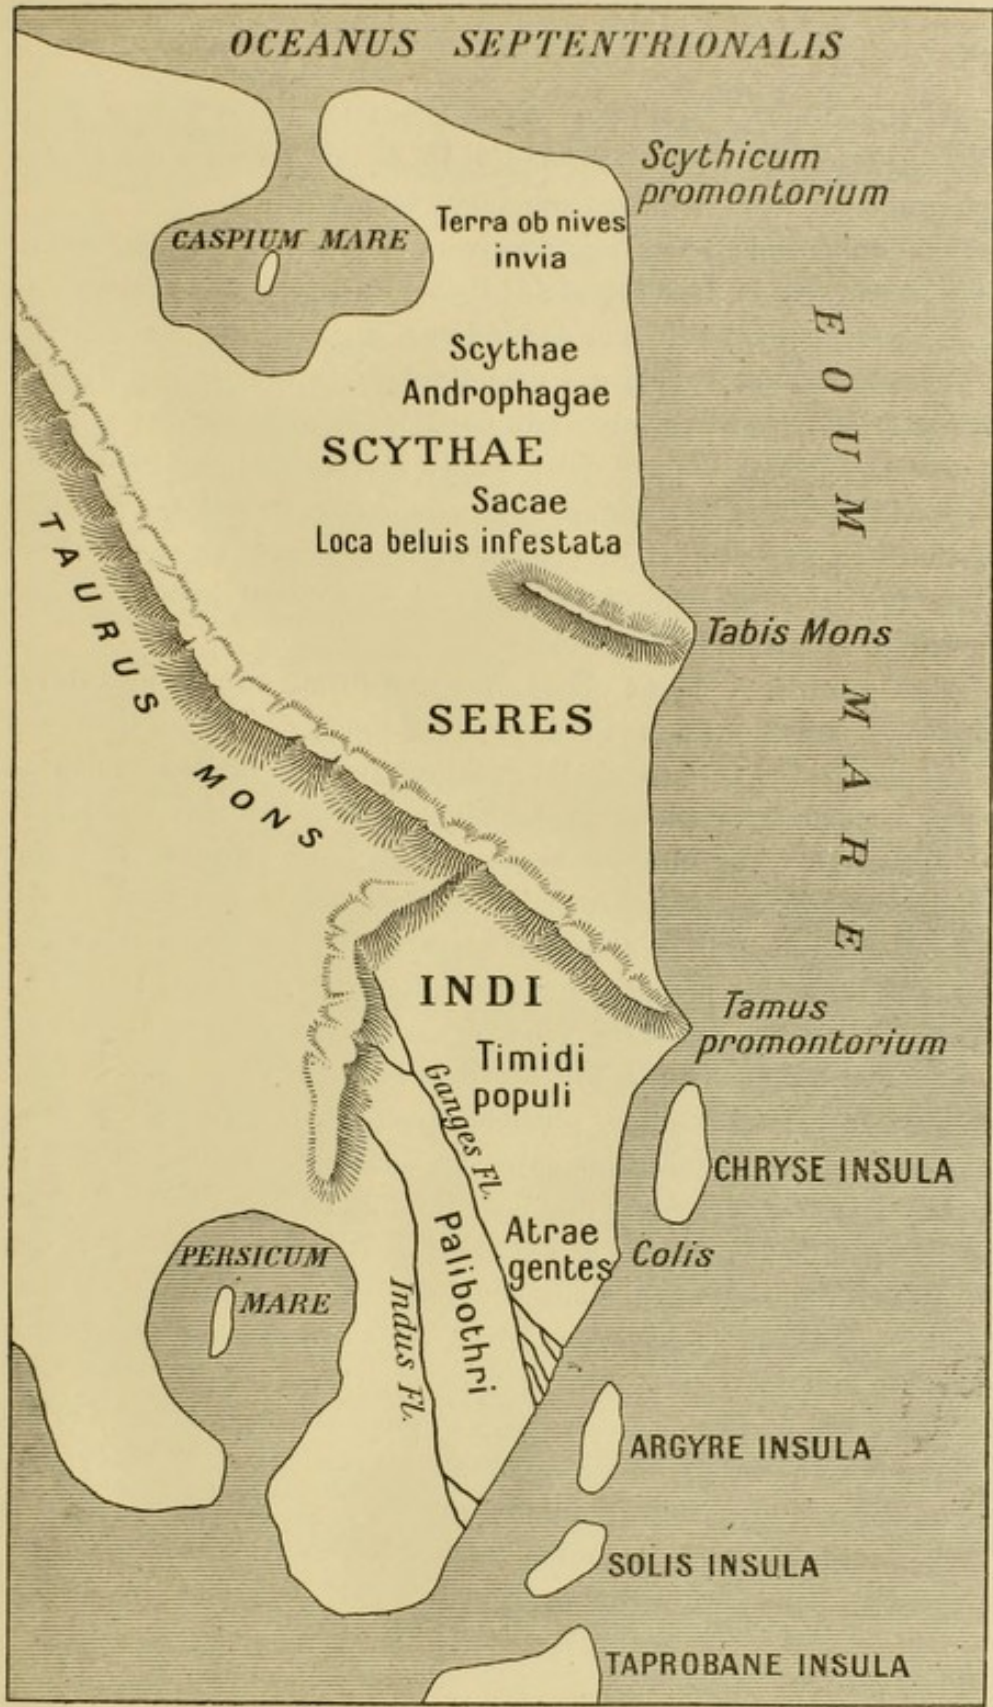 OCEANUS SEPTENTRIONALIS
Scythicum
promontorium
Terra ob nives
invia
CASPIUM MARE
Scythae
Androphagae
SCYTHAE
Sacae
Loca beluis infestata
EOUM MARE
TAURUS MONS
Tabis Mons
SERES
INDI
Tamus
promontorium
Timidi
populi
Ganges Fl.
CHRYSE INSULA
Atrae
gentes
Colis
PERSICUM
MARE
Palibothri
Indus Fl.
ARGYRE INSULA
SOLIS INSULA
TAPROBANE INSULA